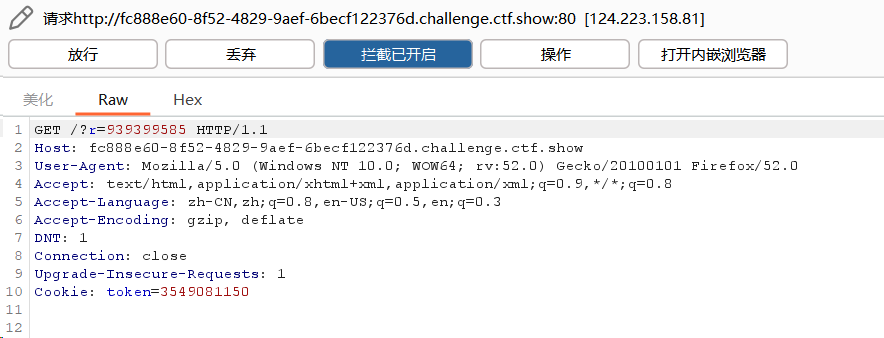 请求http://fc888e60-8f52-4829-9aef-6becf122376d.challenge.ctf.show:80 [124.223.158.81]
放行 丢弃 拦截已开启 操作 打开内嵌浏览器
美化 Raw Hex
1 GET /?r=939399585 HTTP/1.1
2 Host: fc888e60-8f52-4829-9aef-6becf122376d.challenge.ctf.show
3 User-Agent: Mozilla/5.0 (Windows NT 10.0; WOW64; rv:52.0) Gecko/20100101 Firefox/52.0
4 Accept: text/html,application/xhtml+xml,application/xml;q=0.9,*/*;q=0.8
5 Accept-Language: zh-CN,zh;q=0.8,en-US;q=0.5,en;q=0.3
6 Accept-Encoding: gzip, deflate
7 DNT: 1
8 Connection: close
9 Upgrade-Insecure-Requests: 1
10 Cookie: token=3549081150
11
12